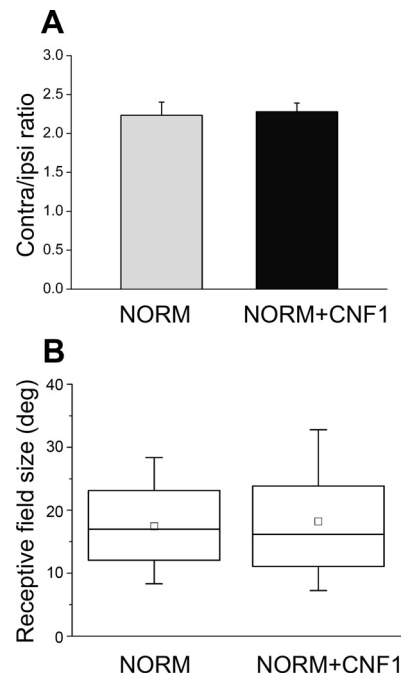 A
Contra/ipsi ratio
3.0
2.5
2.0
1.5
1.0
0.5
0.0
NORM NORM+CNF1
B
Receptive field size (deg)
40
30
20
10
0
NORM NORM+CNF1